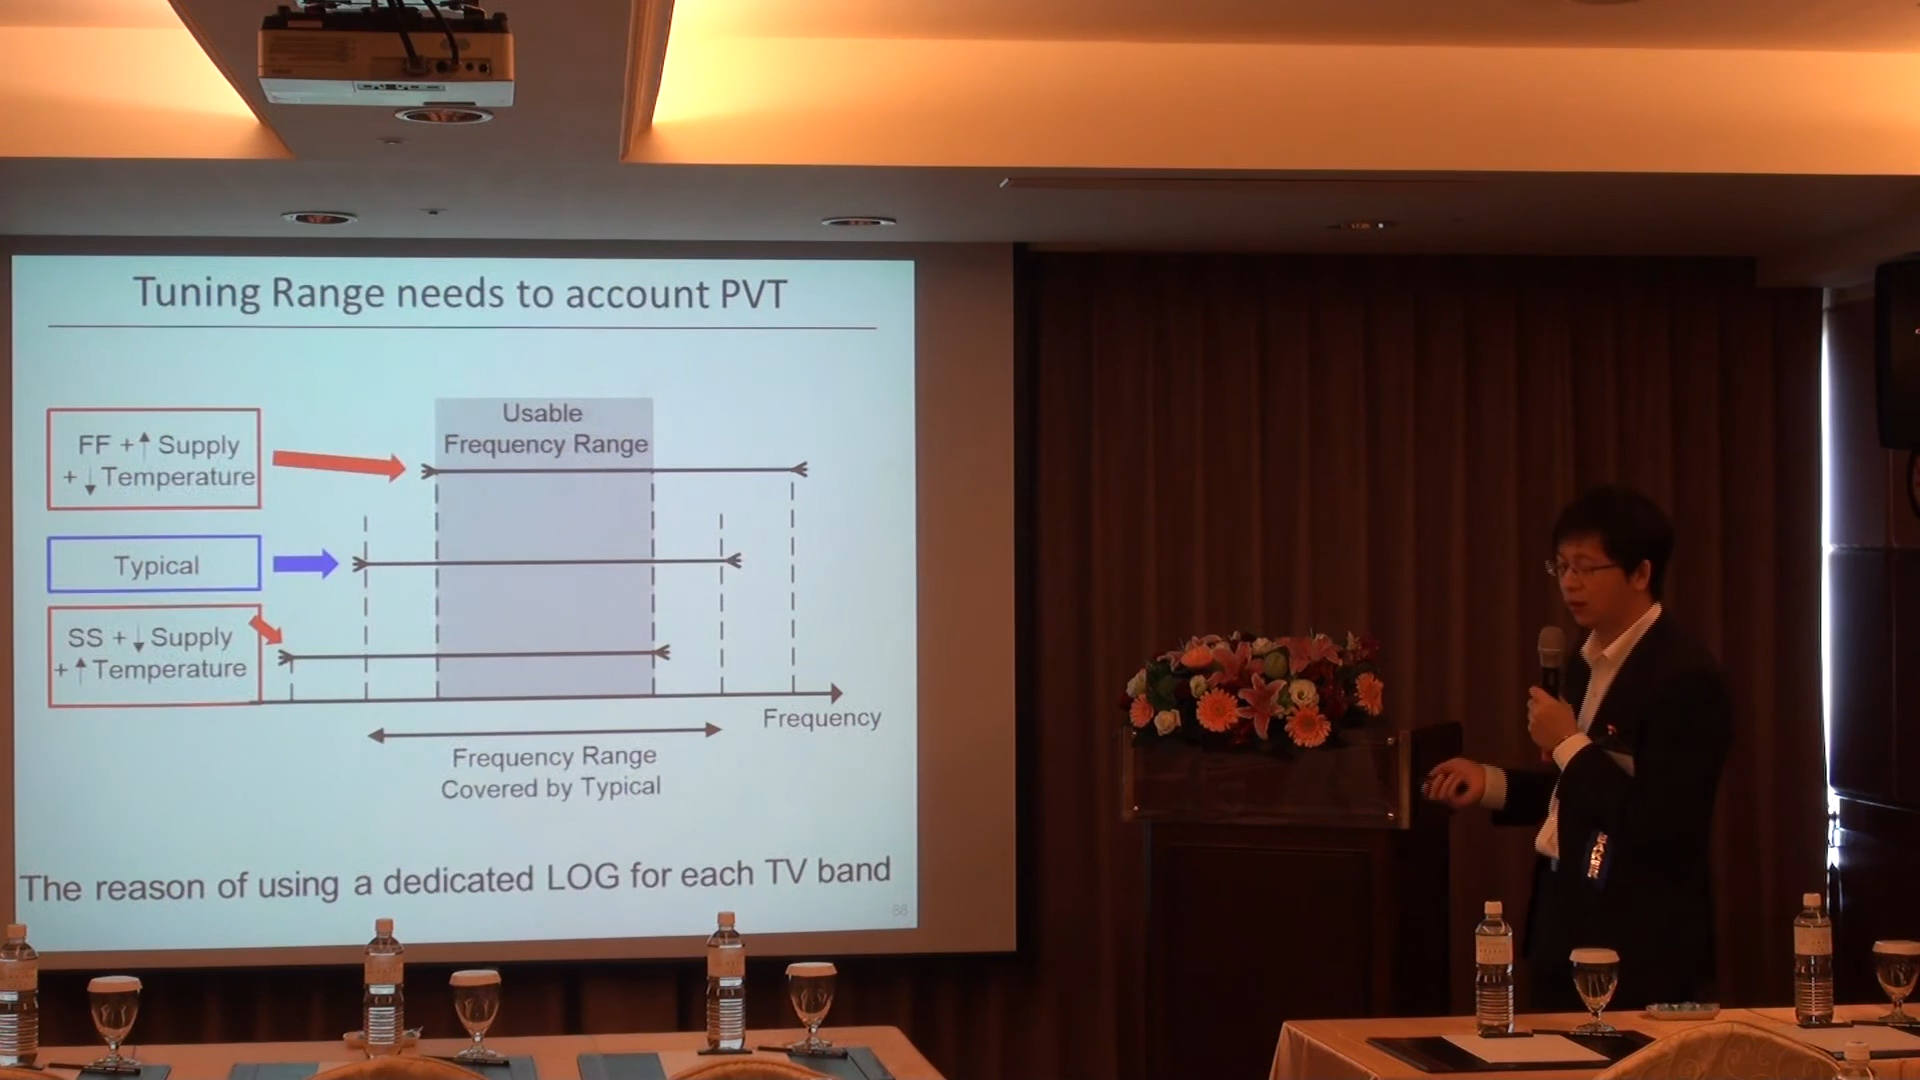 Tuning Range needs to account PVT
Usable
Frequency Range
FF + ↑ Supply
+ ↓ Temperature
Typical
SS + ↓ Supply
+ ↑ Temperature
Frequency
Frequency Range
Covered by Typical
The reason of using a dedicated LOG for each TV band
88